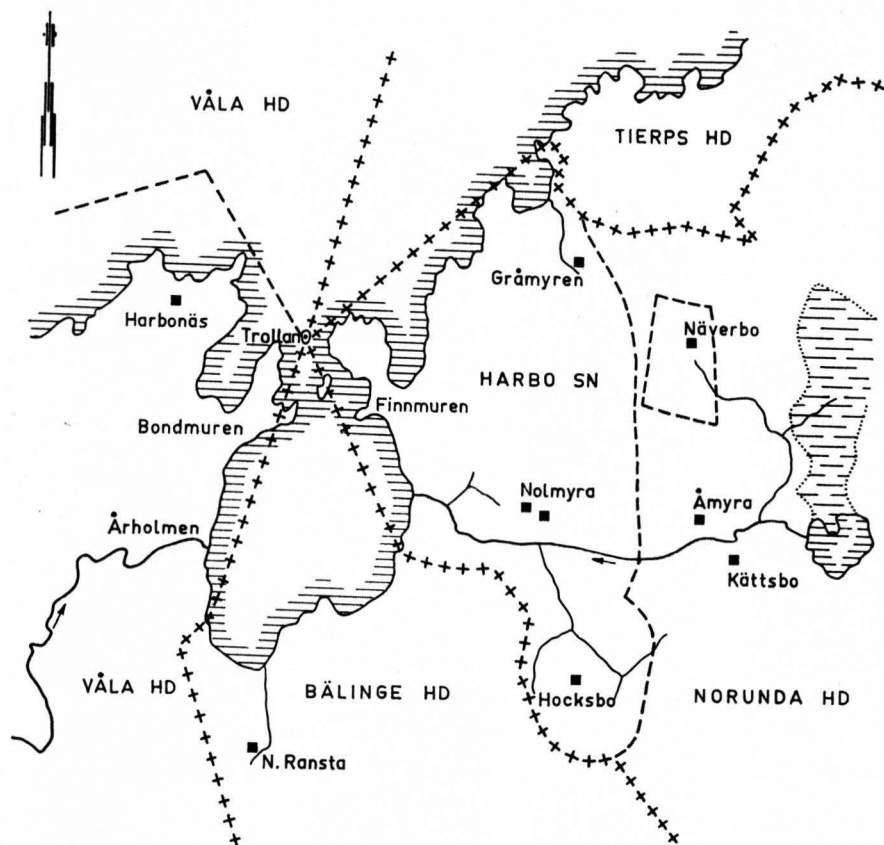 VÅLA HD
TIERPS HD
Gråmyren
Harbonäs
Trollan
Näverbo
HARBO SN
Finnmuren
Bondmuren
Nolmyra
Åmyra
Årholmen
Kättsbo
VÅLA HD
BÄLINGE HD
Hocksbo
NORUNDA HD
N. Ransta